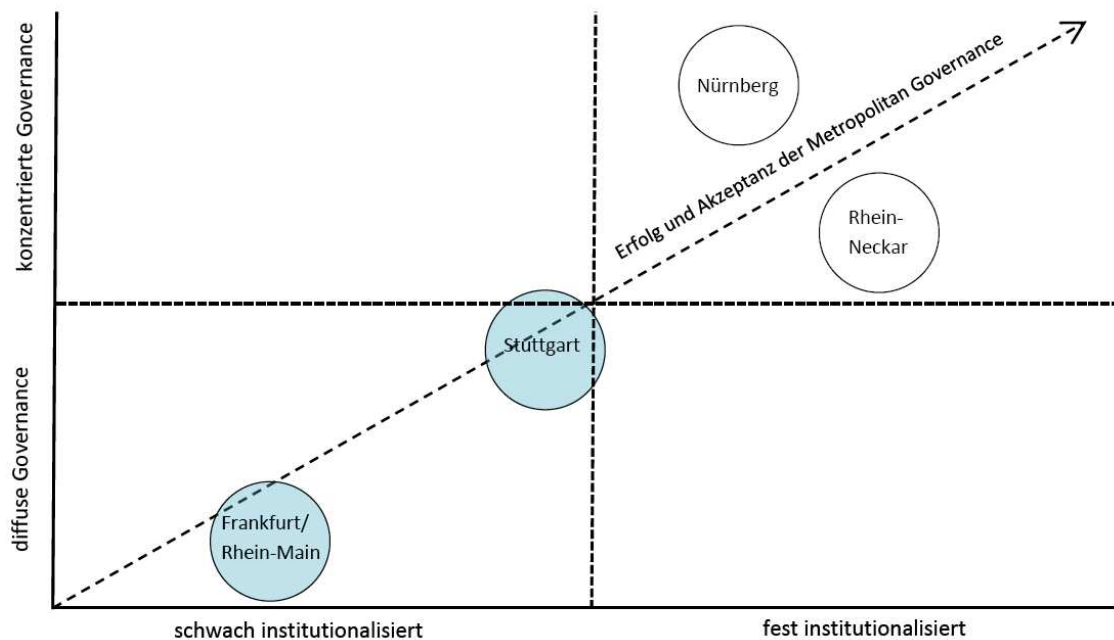 konzentrierte Governance
diffuse Governance
Nürnberg
Erfolg und Akzeptanz der Metropolitan Governance
Rhein-
Neckar
Stuttgart
Frankfurt/
Rhein-Main
schwach institutionalisiert
fest institutionalisiert